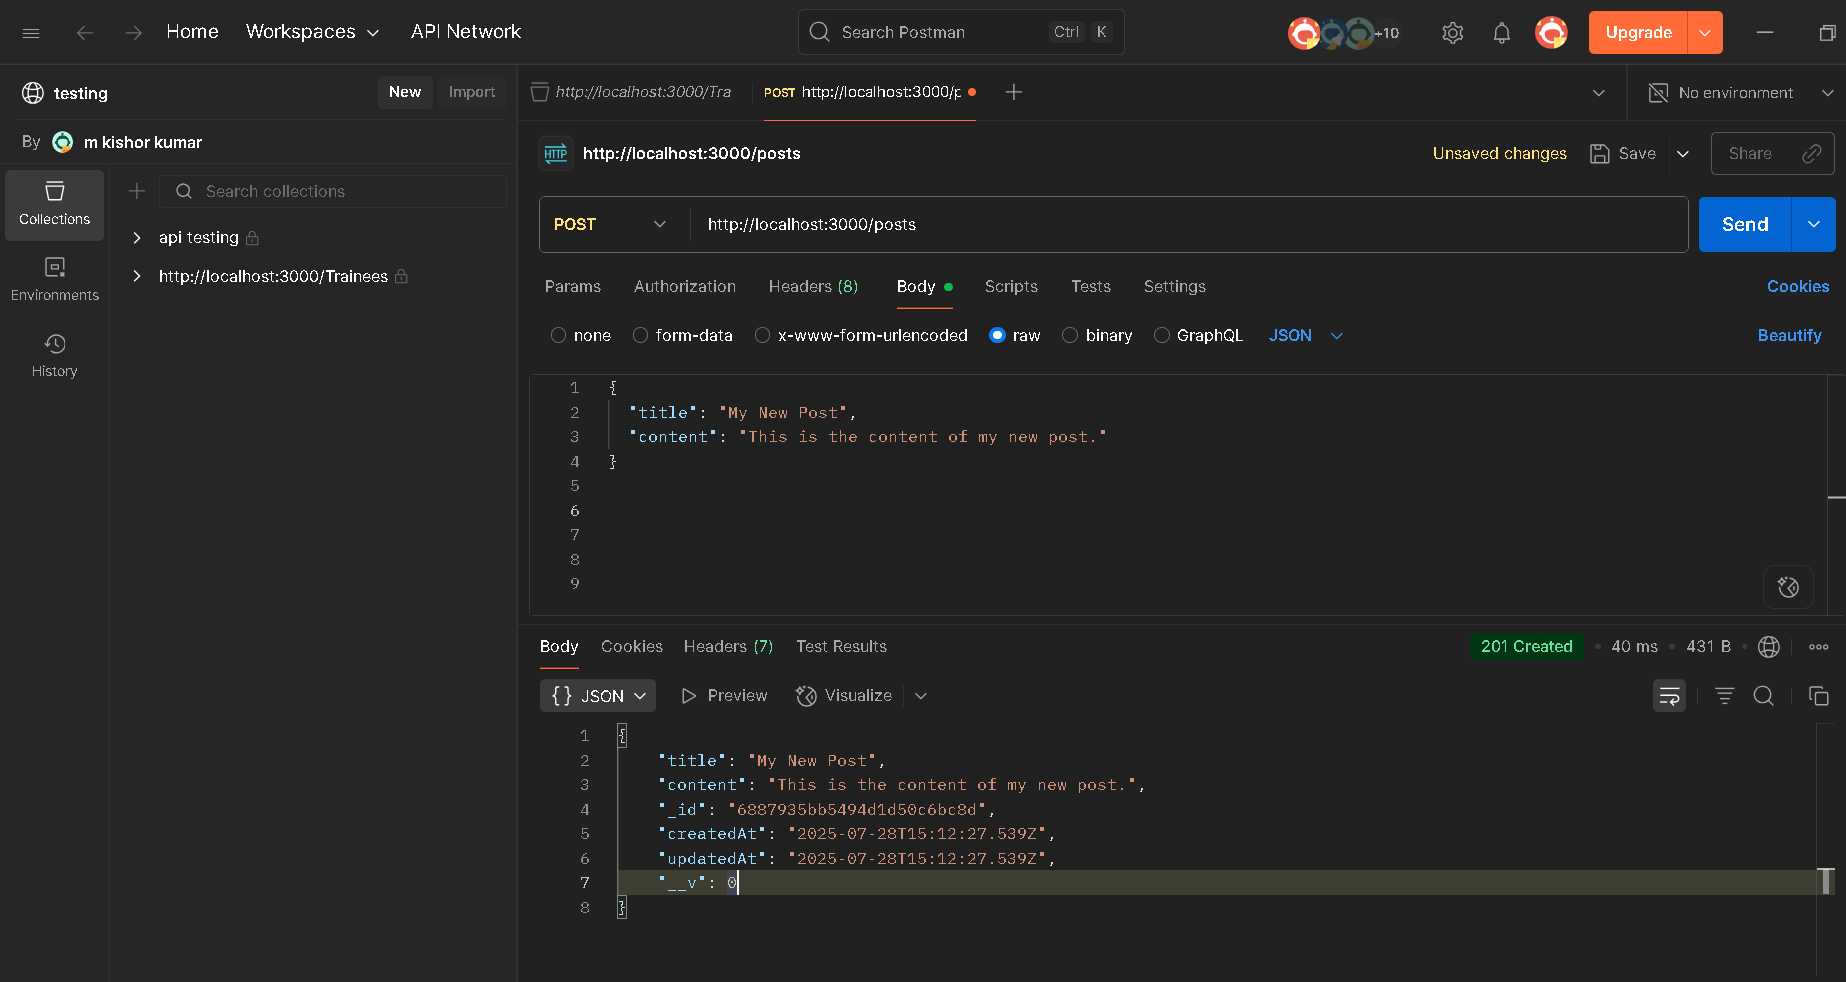 Home Workspaces API Network Search Postman Ctrl K +10 Upgrade
testing New Import
http://localhost:3000/Tra POST http://localhost:3000/p No environment
By m kishor kumar
HTTP http://localhost:3000/posts Unsaved changes Save Share
Collections
Search collections
api testing
http://localhost:3000/Trainees
Environments
History
POST http://localhost:3000/posts Send
Params Authorization Headers (8) Body Scripts Tests Settings Cookies
none form-data x-www-form-urlencoded raw binary GraphQL JSON Beautify
1 {
2 "title": "My New Post",
3 "content": "This is the content of my new post."
4 }
5
6
7
8
9
Body Cookies Headers (7) Test Results 201 Created • 40 ms • 431 B •
{} JSON Preview Visualize
1 {
2 "title": "My New Post",
3 "content": "This is the content of my new post.",
4 "_id": "6887935bb5494d1d50c6bc8d",
5 "createdAt": "2025-07-28T15:12:27.539Z",
6 "updatedAt": "2025-07-28T15:12:27.539Z",
7 "__v": 0
8 }